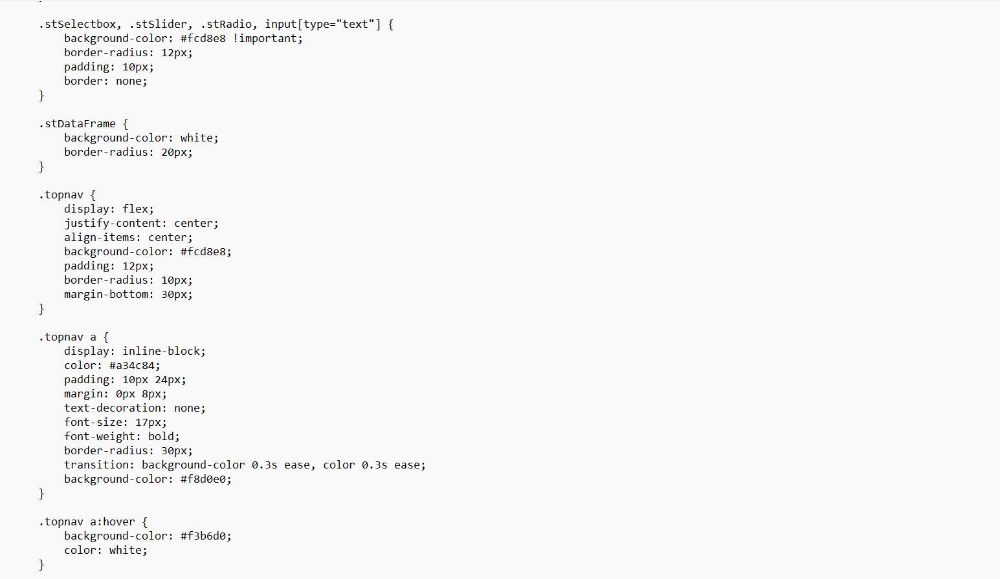 .stSelectbox, .stSlider, .stRadio, input[type="text"] {
    background-color: #fcd8e8 !important;
    border-radius: 12px;
    padding: 10px;
    border: none;
}

.stDataFrame {
    background-color: white;
    border-radius: 20px;
}

.topnav {
    display: flex;
    justify-content: center;
    align-items: center;
    background-color: #fcd8e8;
    padding: 12px;
    border-radius: 10px;
    margin-bottom: 30px;
}

.topnav a {
    display: inline-block;
    color: #a34c84;
    padding: 10px 24px;
    margin: 0px 8px;
    text-decoration: none;
    font-size: 17px;
    font-weight: bold;
    border-radius: 30px;
    transition: background-color 0.3s ease, color 0.3s ease;
    background-color: #f8d0e0;
}

.topnav a:hover {
    background-color: #f3b6d0;
    color: white;
}